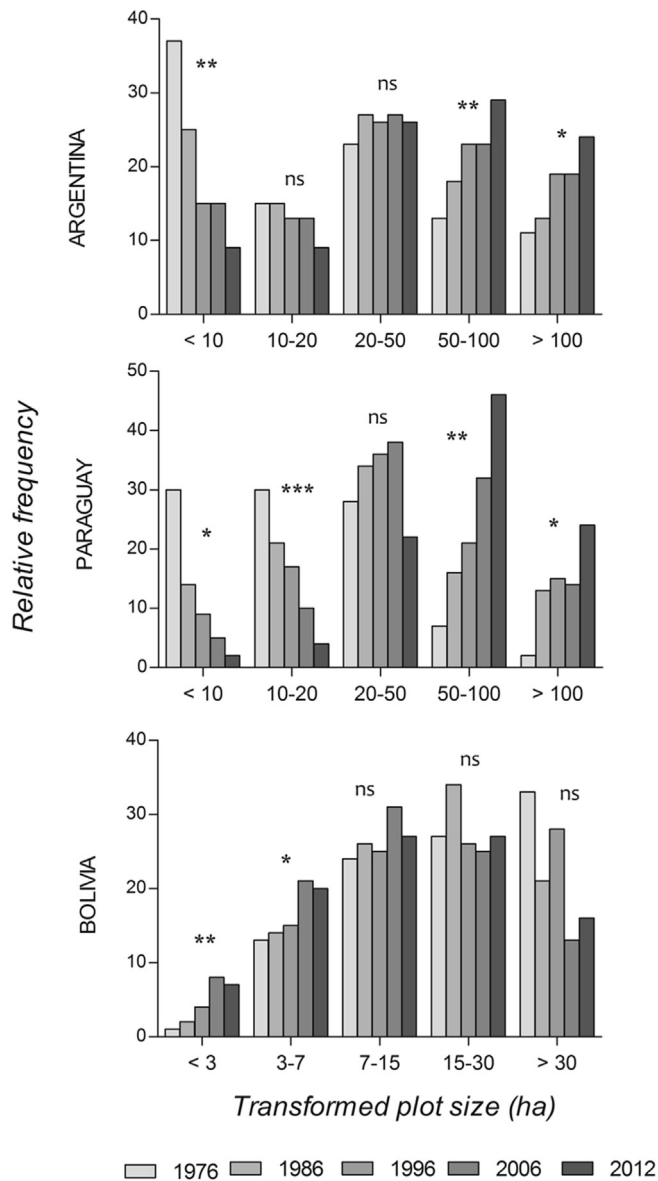 40
30
20
10
0
ARGENTINA
**
ns
ns
**
*
< 10 10-20 20-50 50-100 > 100
Relative frequency
50
40
30
20
10
0
PARAGUAY
*
***
ns
**
*
< 10 10-20 20-50 50-100 > 100
40
30
20
10
0
BOLIVIA
**
*
ns
ns
ns
< 3 3-7 7-15 15-30 > 30
Transformed plot size (ha)
1976 1986 1996 2006 2012